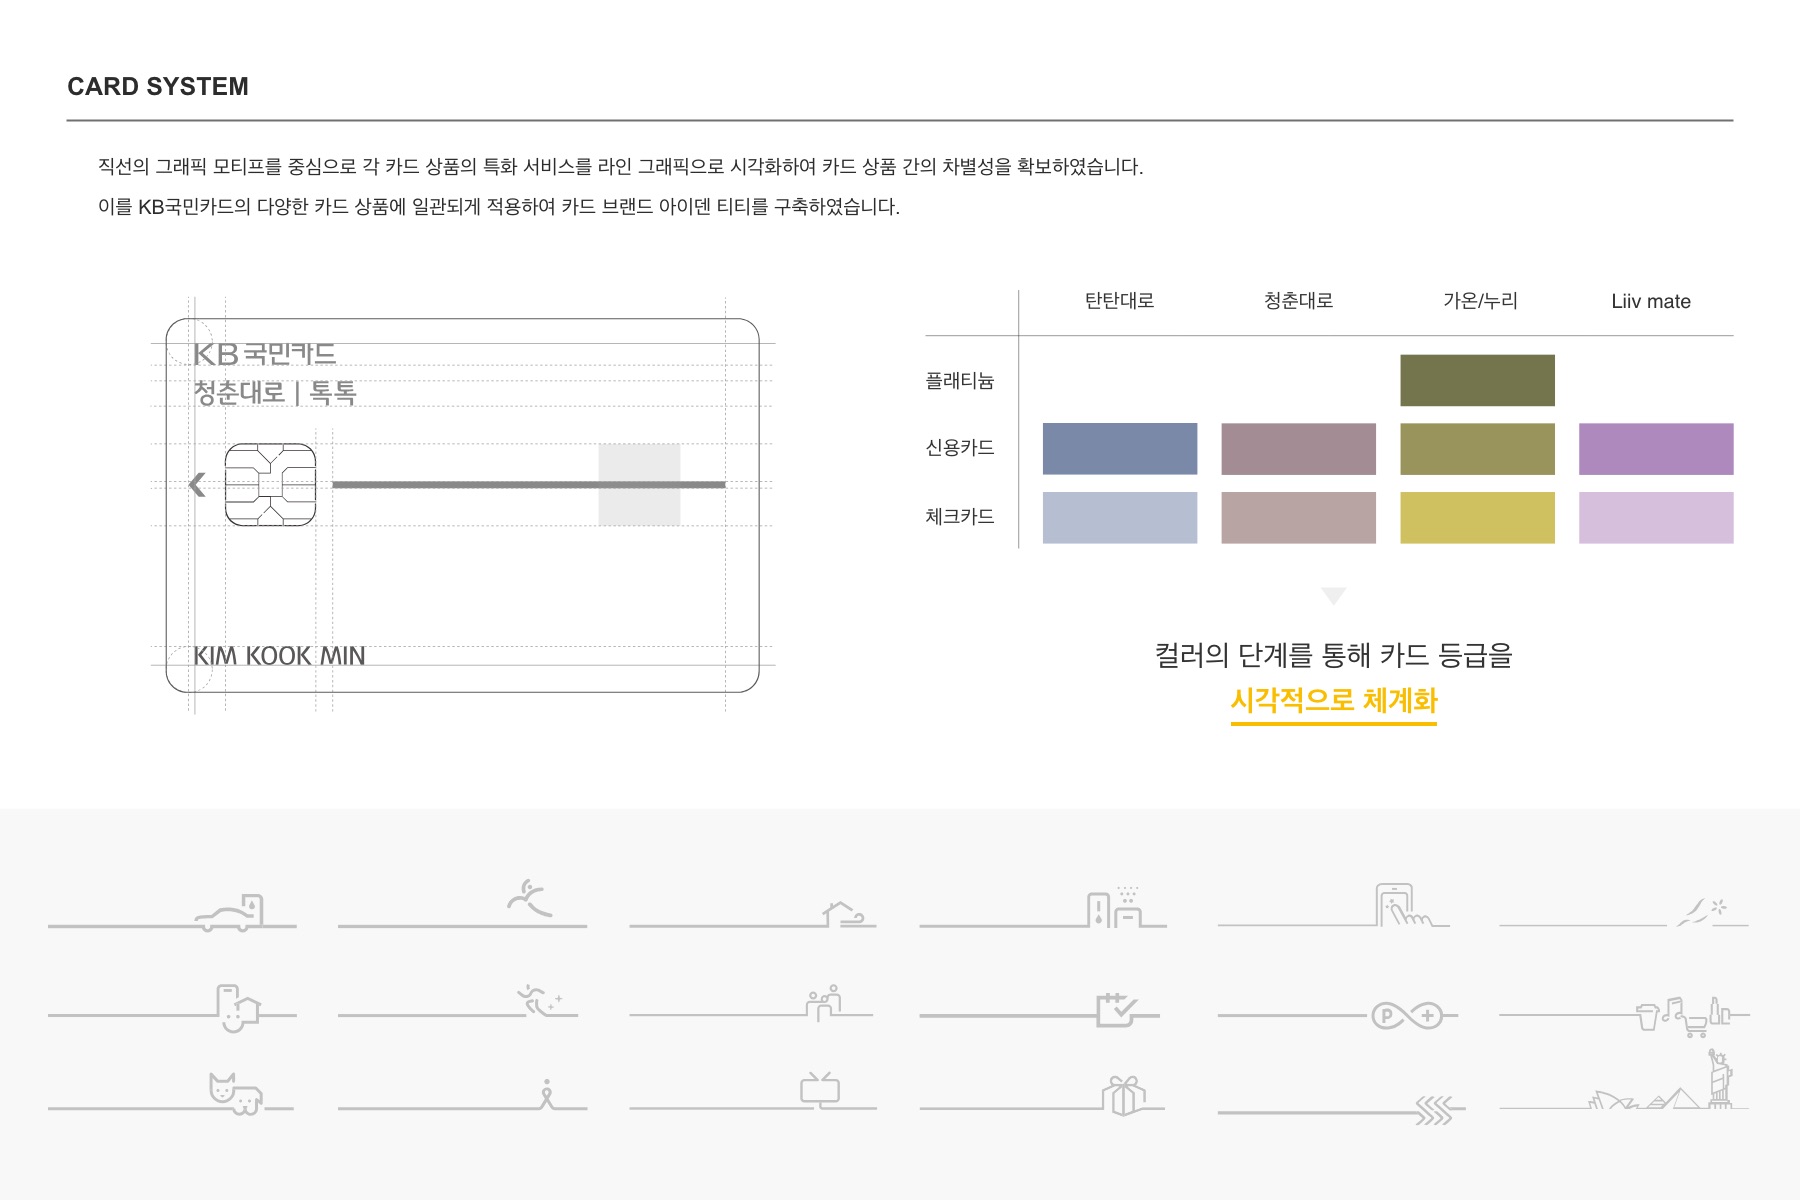 CARD SYSTEM
직선의 그래픽 모티프를 중심으로 각 카드 상품의 특화 서비스를 라인 그래픽으로 시각화하여 카드 상품 간의 차별성을 확보하였습니다.
이를 KB국민카드의 다양한 카드 상품에 일관되게 적용하여 카드 브랜드 아이덴 티티를 구축하였습니다.
KB국민카드
청춘대로 | 톡톡
KIM KOOK MIN
탄탄대로 청춘대로 가온/누리 Liiv mate
플래티늄
신용카드
체크카드
컬러의 단계를 통해 카드 등급을
시각적으로 체계화
P +